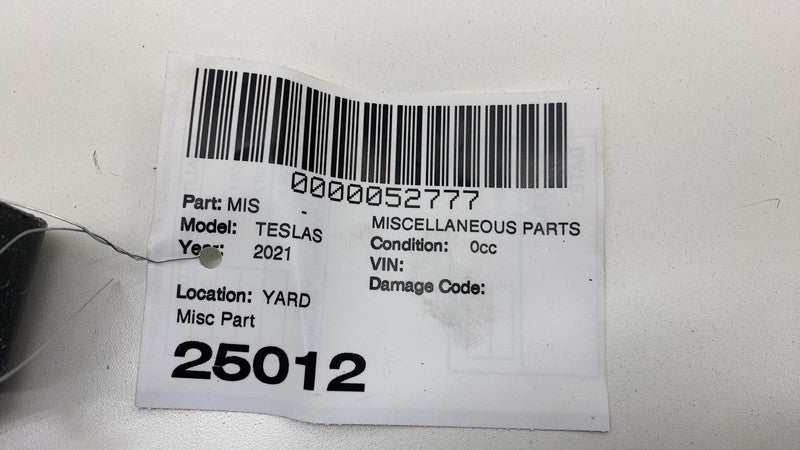 0000052777
Part: MIS -
MISCELLANEOUS PARTS
Model: TESLAS
Condition: 0cc
Year: 2021
VIN:
Damage Code:
Location: YARD
Misc Part
25012